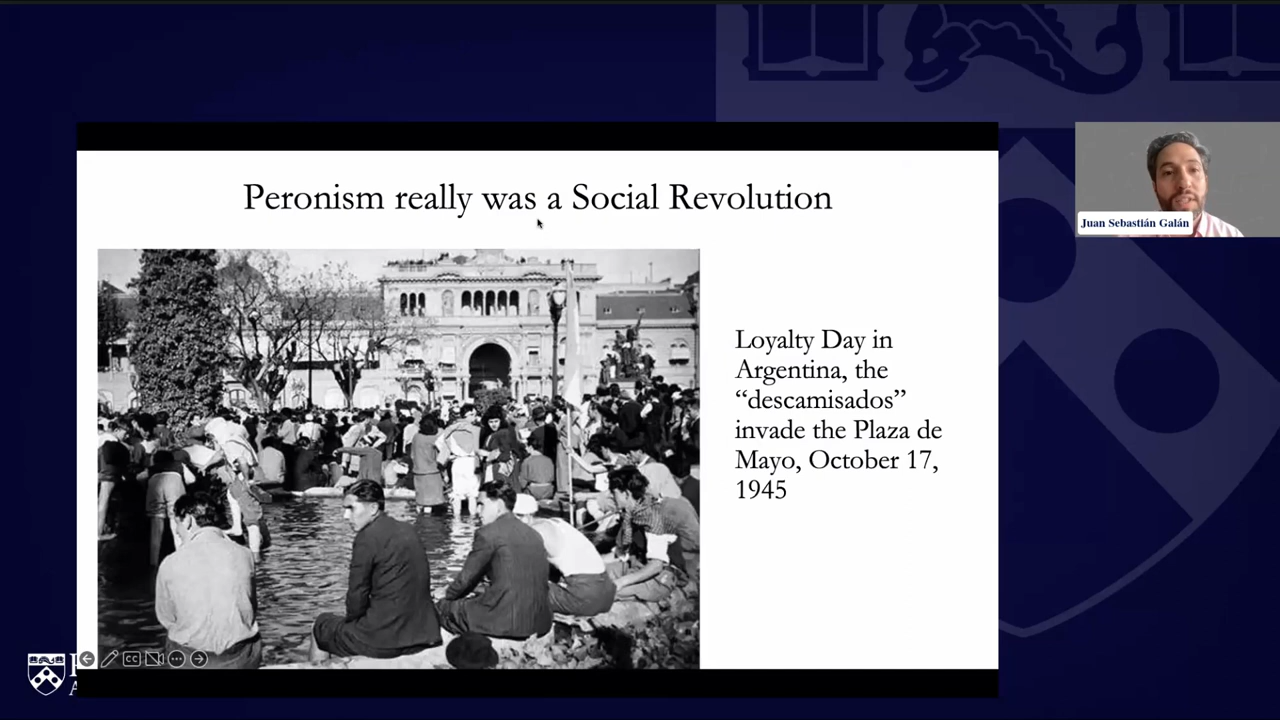 Peronism really was a Social Revolution
Juan Sebastián Galán
Loyalty Day in
Argentina, the
“descamisados”
invade the Plaza de
Mayo, October 17,
1945
CC